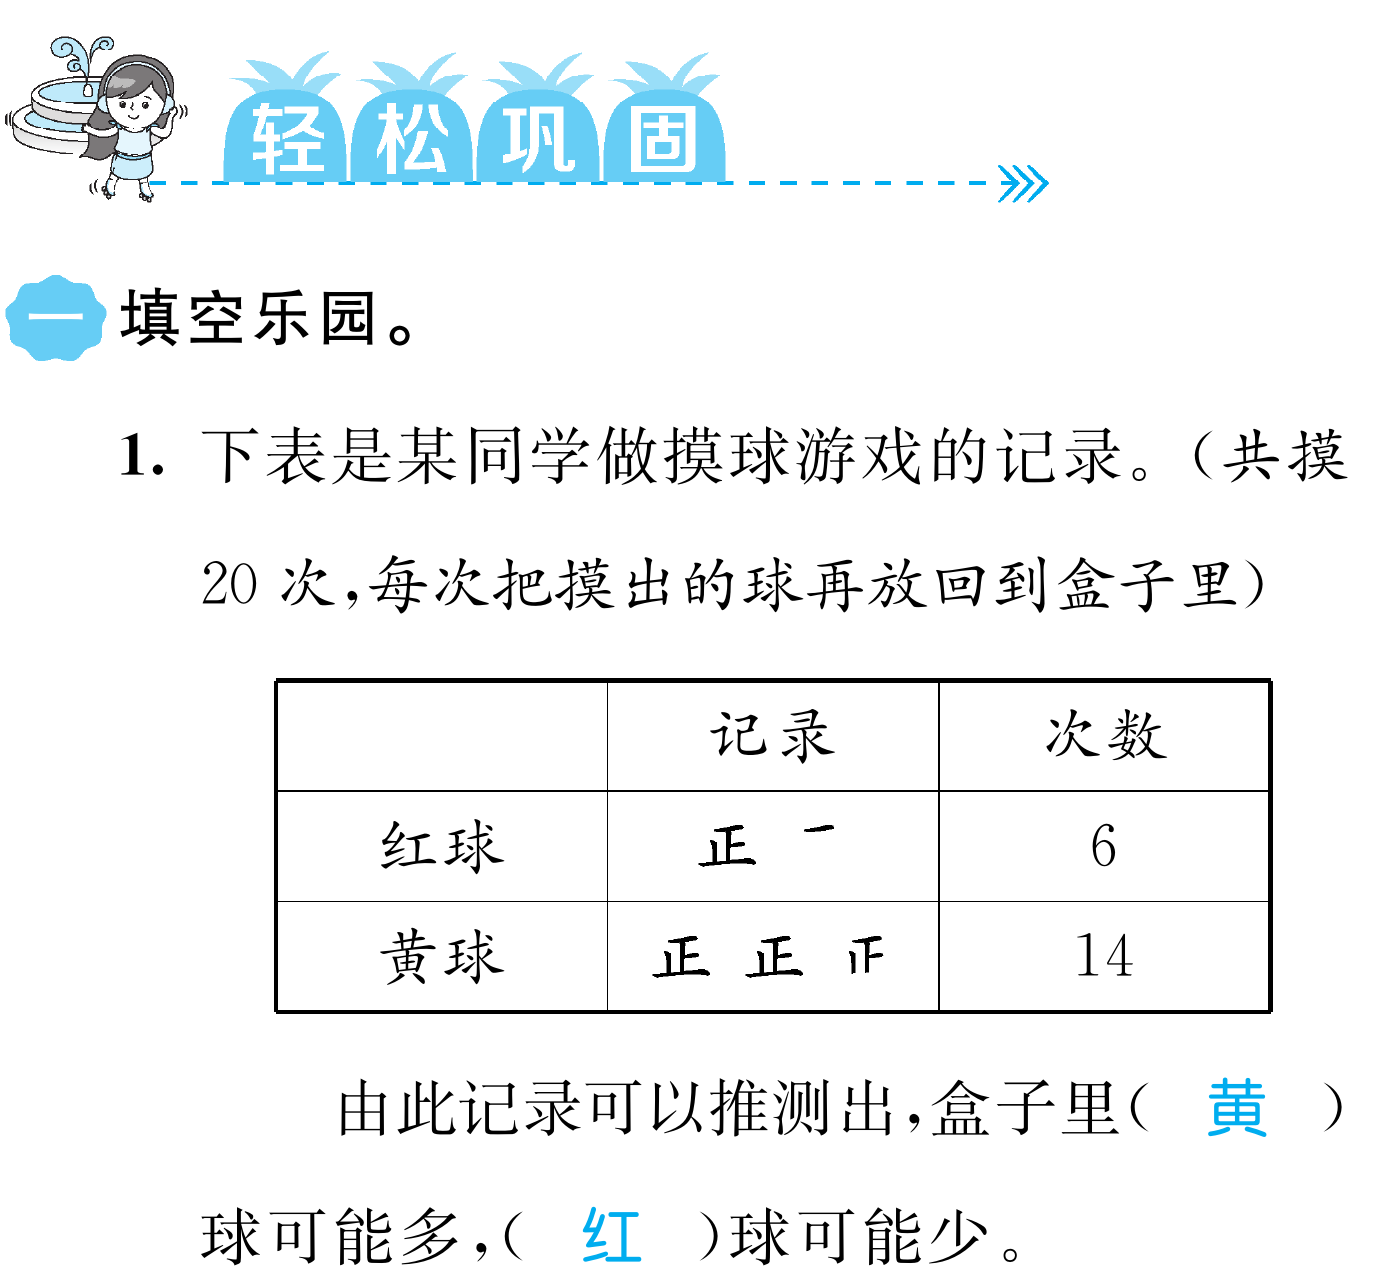 轻松巩固
一 填空乐园。
1. 下表是某同学做摸球游戏的记录。（共摸
20 次，每次把摸出的球再放回到盒子里）
记录 次数
红球 正 一 6
黄球 正 正 𤴓 14
由此记录可以推测出，盒子里（ 黄 ）
球可能多，（ 红 ）球可能少。